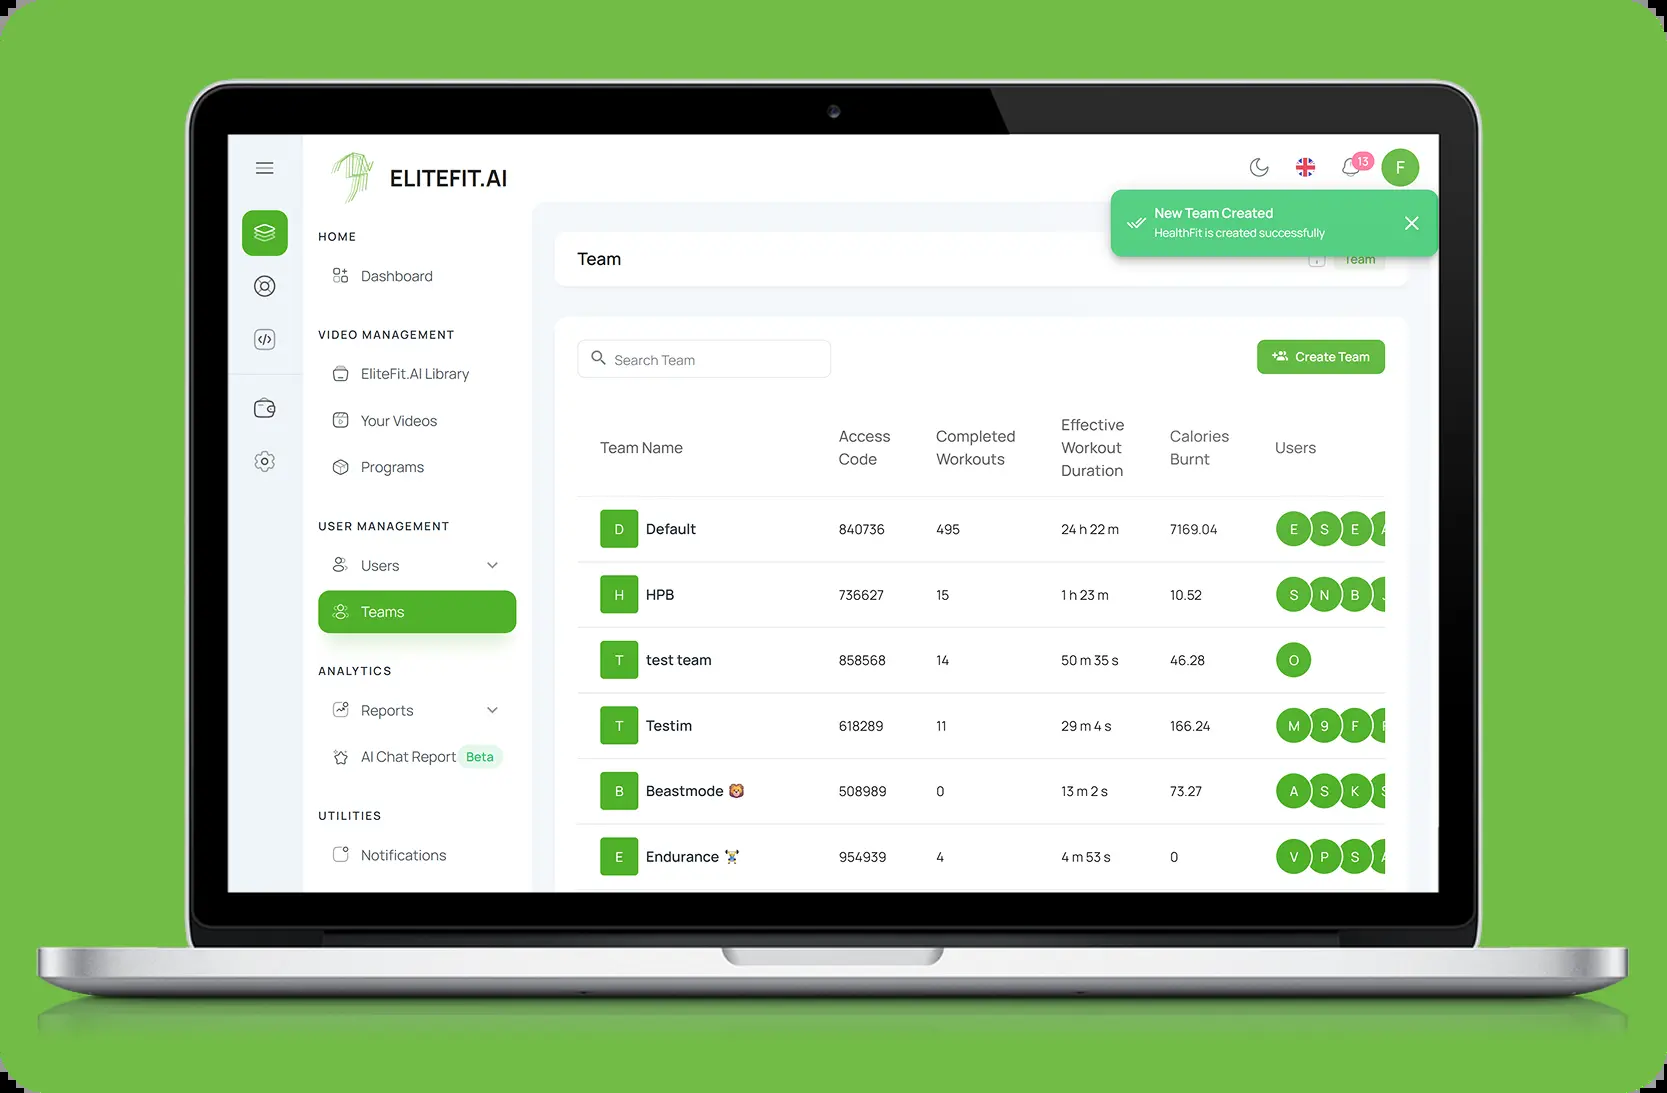 ELITEFIT.AI
13
F
New Team Created
HealthFit is created successfully
HOME
Dashboard
VIDEO MANAGEMENT
EliteFit.AI Library
Your Videos
Programs
USER MANAGEMENT
Users
Teams
ANALYTICS
Reports
AI Chat Report Beta
UTILITIES
Notifications
Team
Team
Search Team
Create Team
Team Name
Access
Code
Completed
Workouts
Effective
Workout
Duration
Calories
Burnt
Users
D Default 840736 495 24 h 22 m 7169.04 E S E A
H HPB 736627 15 1 h 23 m 10.52 S N B
T test team 858568 14 50 m 35 s 46.28 O
T Testim 618289 11 29 m 4 s 166.24 M 9 F
B Beastmode 🦁 508989 0 13 m 2 s 73.27 A S K S
E Endurance 🏋️ 954939 4 4 m 53 s 0 V P S A